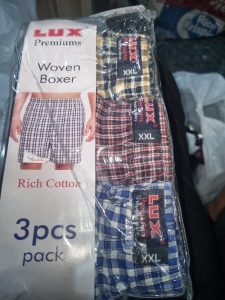 LUX
Premiums
Woven
Boxer
Rich Cotton
3pcs
pack
LUX
XXL
LUX
XXL
LUX
XXL